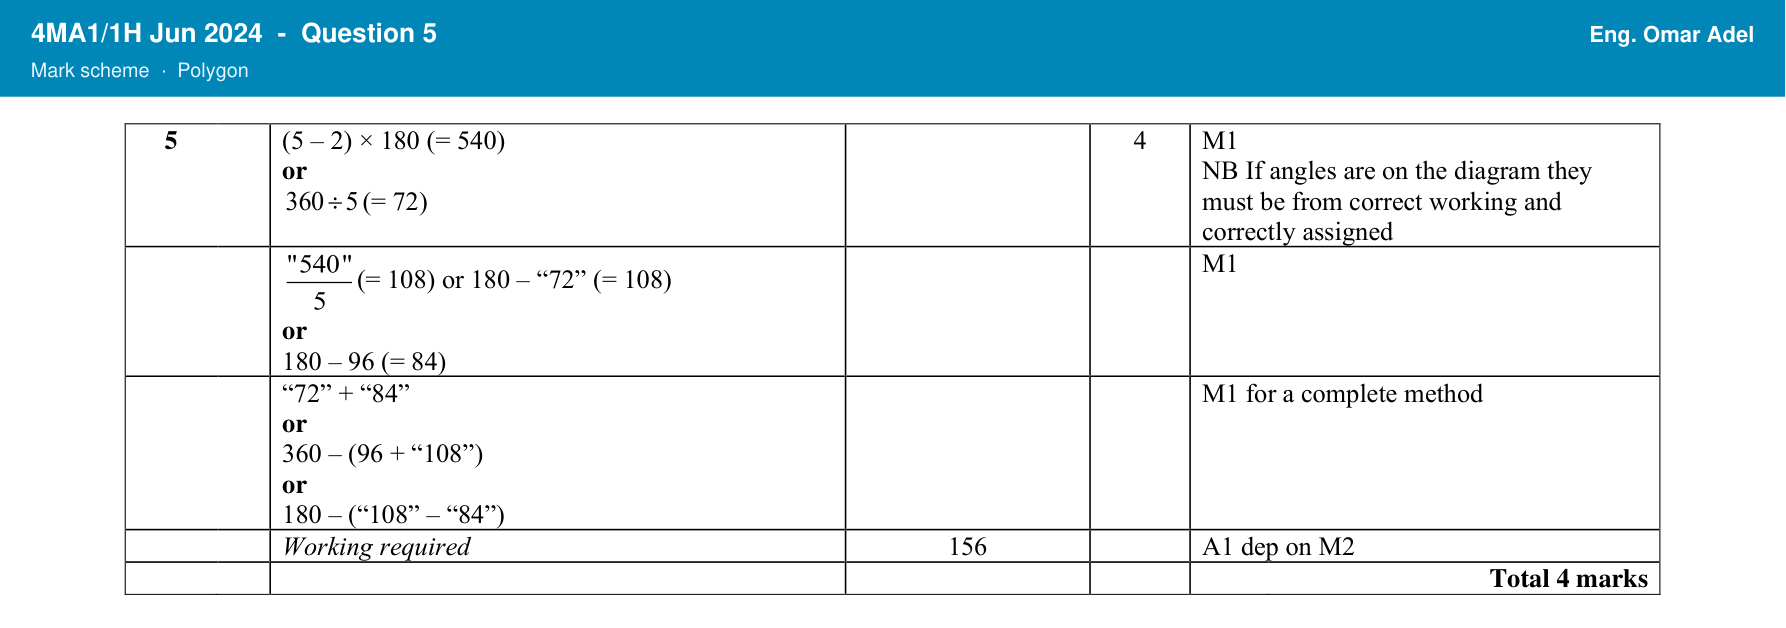 4MA1/1H Jun 2024 - Question 5
Eng. Omar Adel
Mark scheme · Polygon
5
(5 – 2) × 180 (= 540)
or
360 ÷ 5 (= 72)
4
M1
NB If angles are on the diagram they
must be from correct working and
correctly assigned
"540"
5
(= 108) or 180 – “72” (= 108)
or
180 – 96 (= 84)
M1
“72” + “84”
or
360 – (96 + “108”)
or
180 – (“108” – “84”)
M1 for a complete method
Working required
156
A1 dep on M2
Total 4 marks